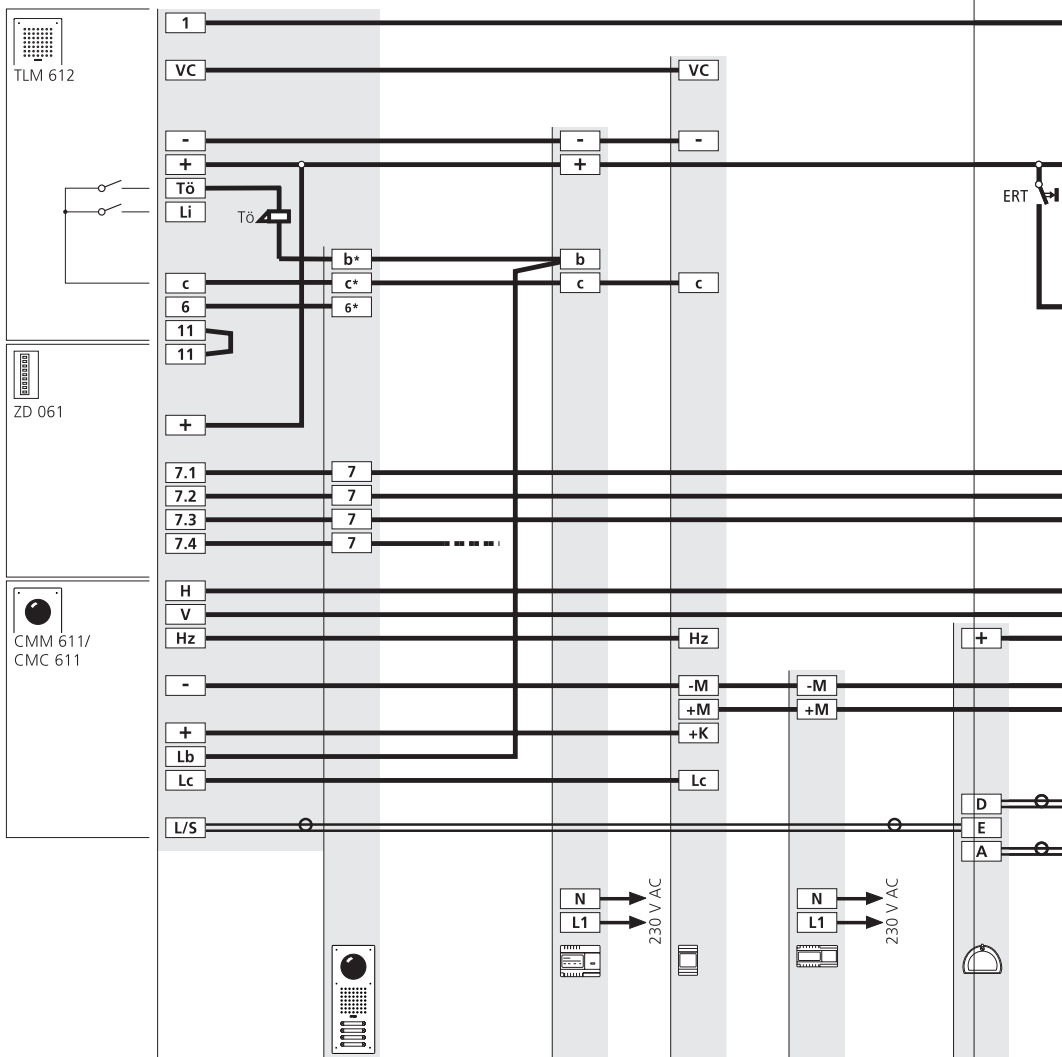 1
TLM 612
VC VC
- - -
+ +
Tö
ERT
Li Tö
b* b
c c* c c
6 6*
11
11
ZD 061
+
7.1 7
7.2 7
7.3 7
7.4 7
H
V
CMM 611/
CMC 611
Hz Hz +
- -M -M
+M +M
+ +K
Lb
Lc Lc
D
L/S E
A
N 230 V AC N 230 V AC
L1 L1